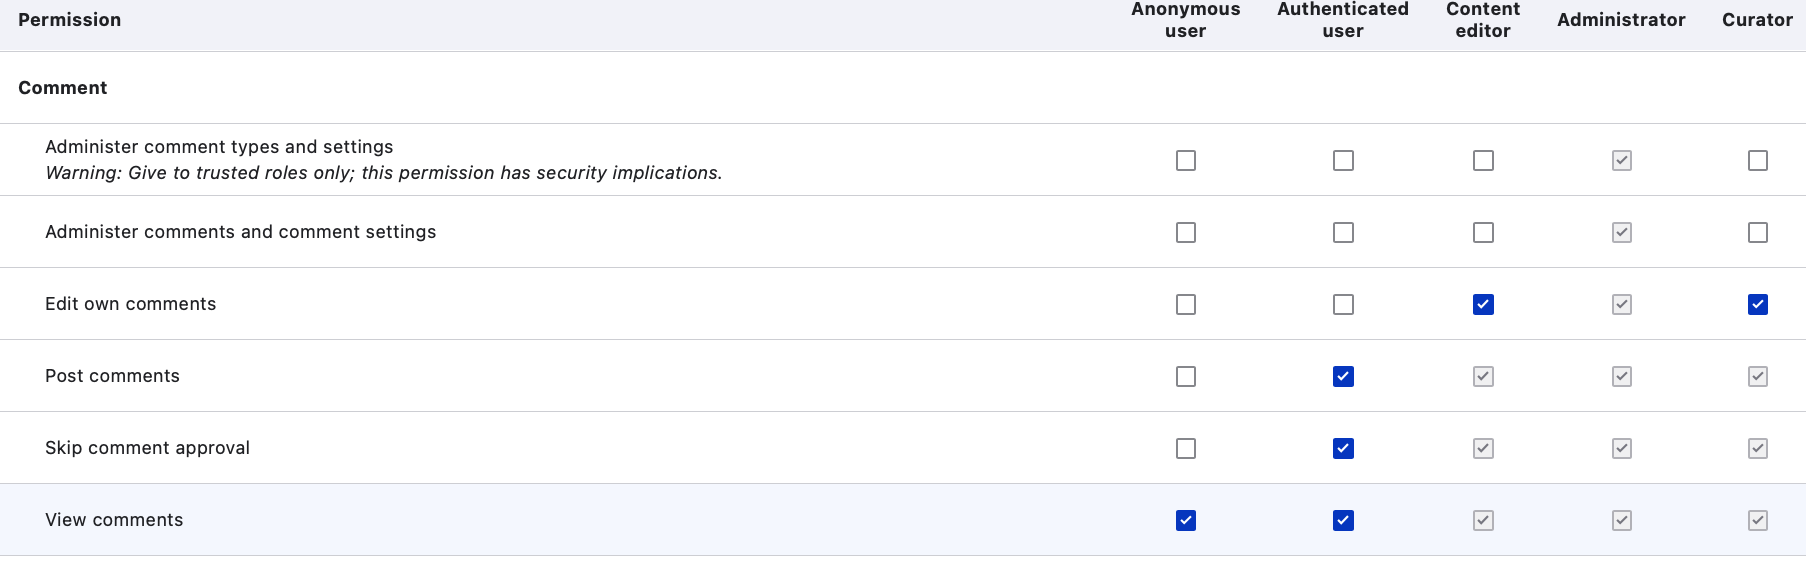 Permission
Anonymous user
Authenticated user
Content editor
Administrator
Curator
Comment
Administer comment types and settings
Warning: Give to trusted roles only; this permission has security implications.
Administer comments and comment settings
Edit own comments
Post comments
Skip comment approval
View comments